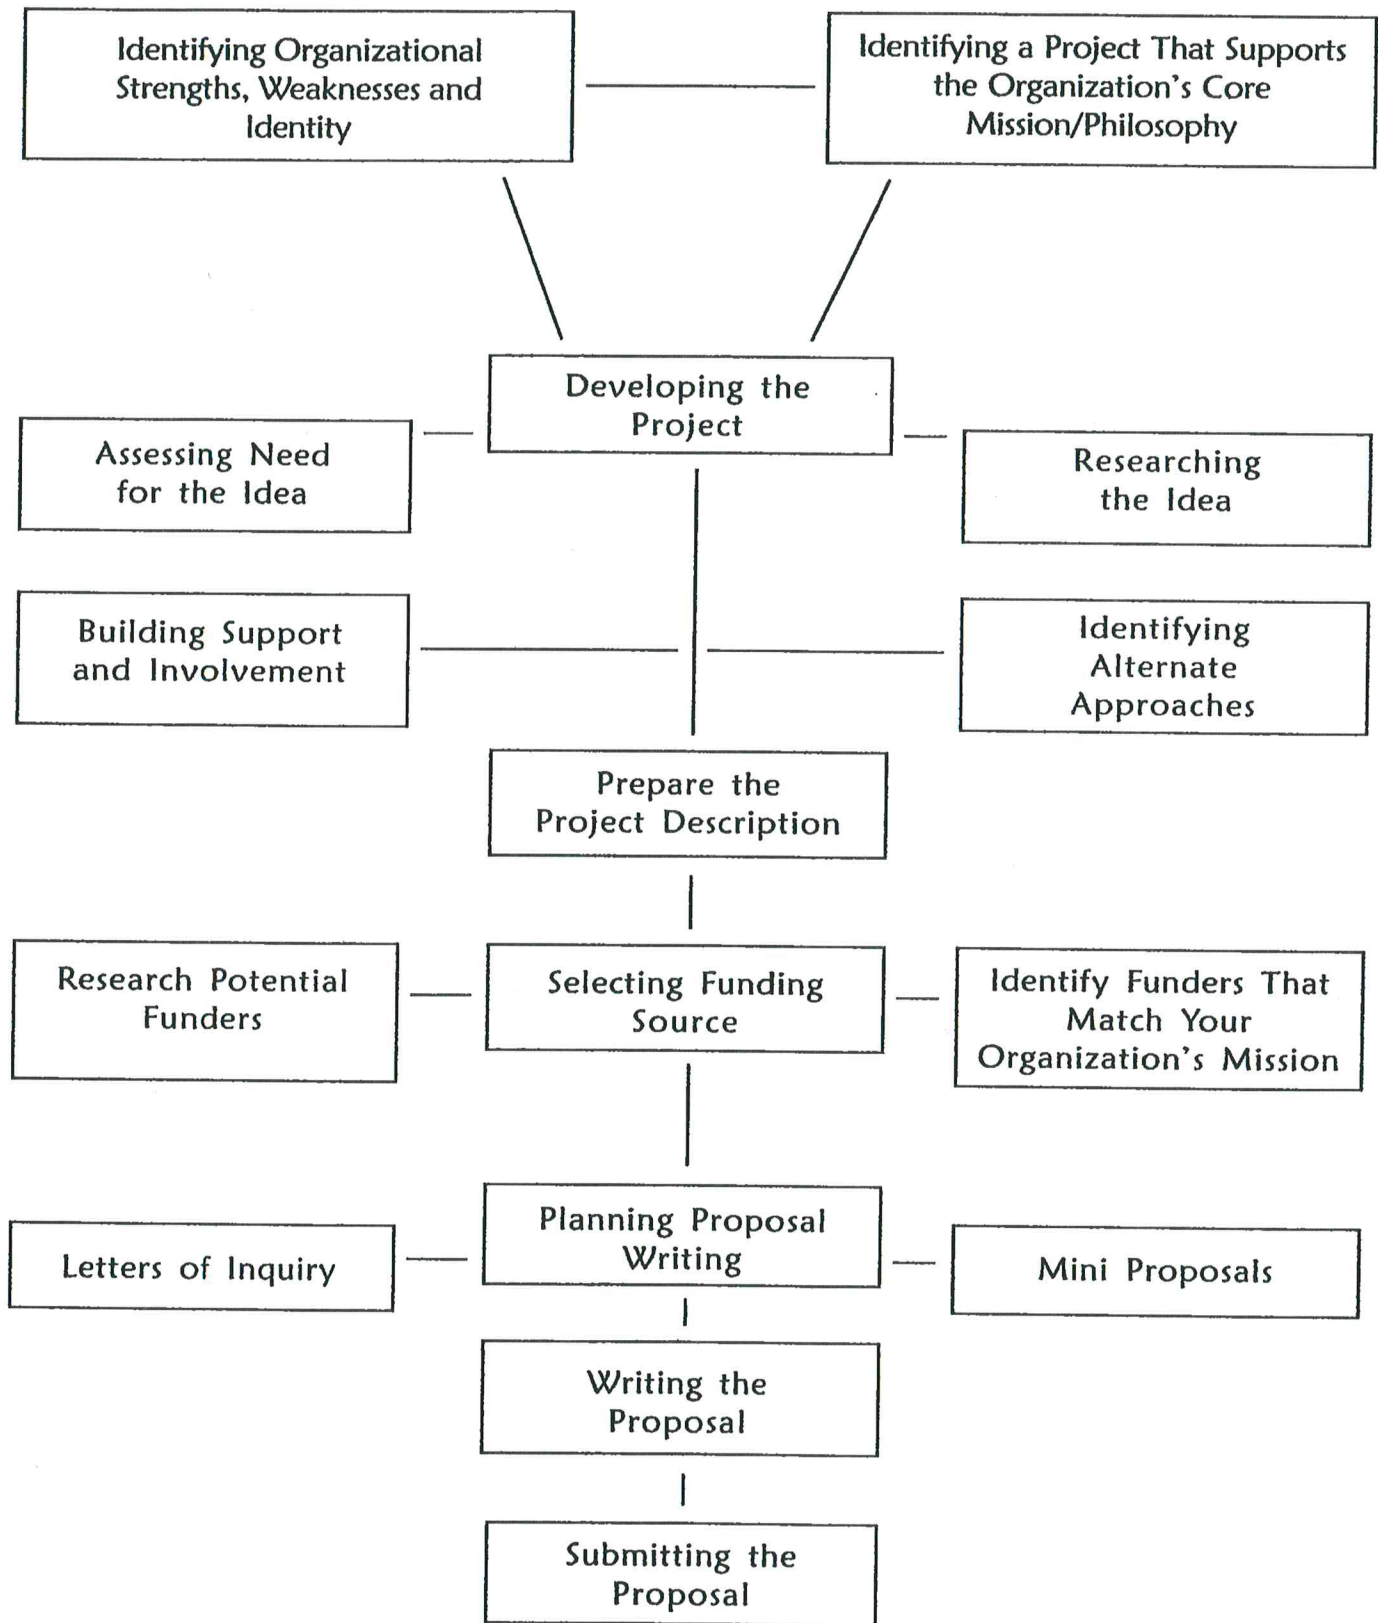 Identifying Organizational
Strengths, Weaknesses and
Identity
Identifying a Project That Supports
the Organization's Core
Mission/Philosophy
Developing the
Project
Assessing Need
for the Idea
Researching
the Idea
Building Support
and Involvement
Identifying
Alternate
Approaches
Prepare the
Project Description
Research Potential
Funders
Selecting Funding
Source
Identify Funders That
Match Your
Organization's Mission
Letters of Inquiry
Planning Proposal
Writing
Mini Proposals
Writing the
Proposal
Submitting the
Proposal